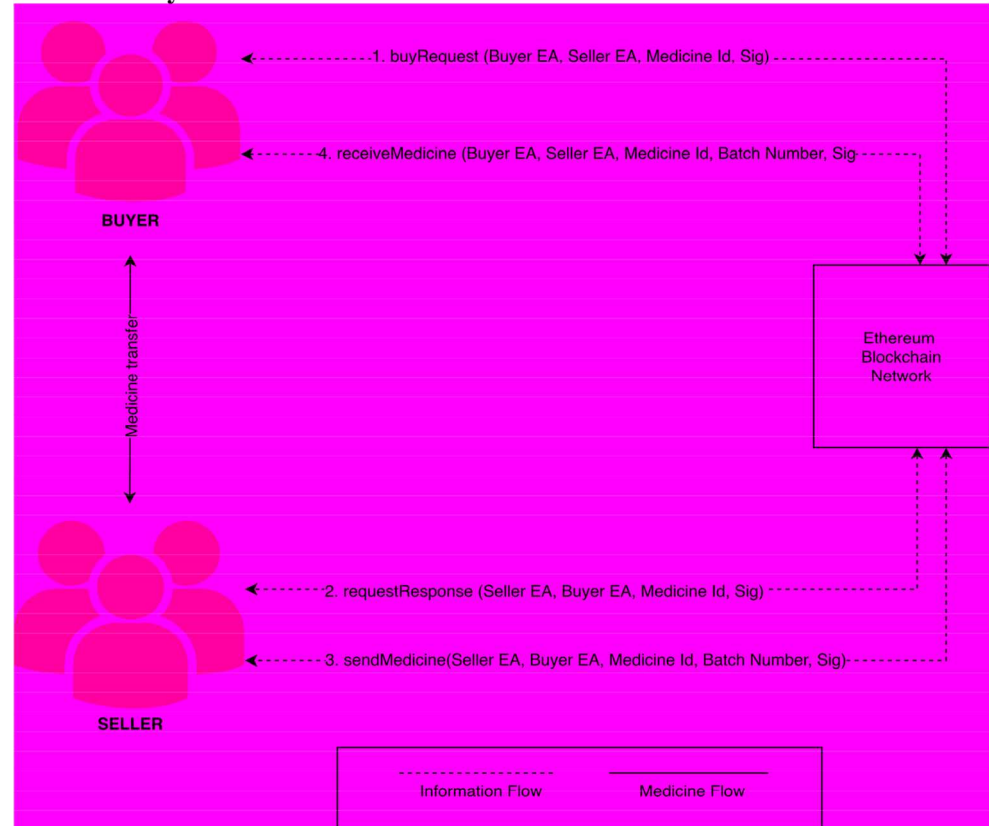 1. buyRequest (Buyer EA, Seller EA, Medicine Id, Sig)
4. receiveMedicine (Buyer EA, Seller EA, Medicine Id, Batch Number, Sig
BUYER
Medicine transfer
Ethereum
Blockchain
Network
2. requestResponse (Seller EA, Buyer EA, Medicine Id, Sig)
3. sendMedicine(Seller EA, Buyer EA, Medicine Id, Batch Number, Sig)
SELLER
Information Flow
Medicine Flow